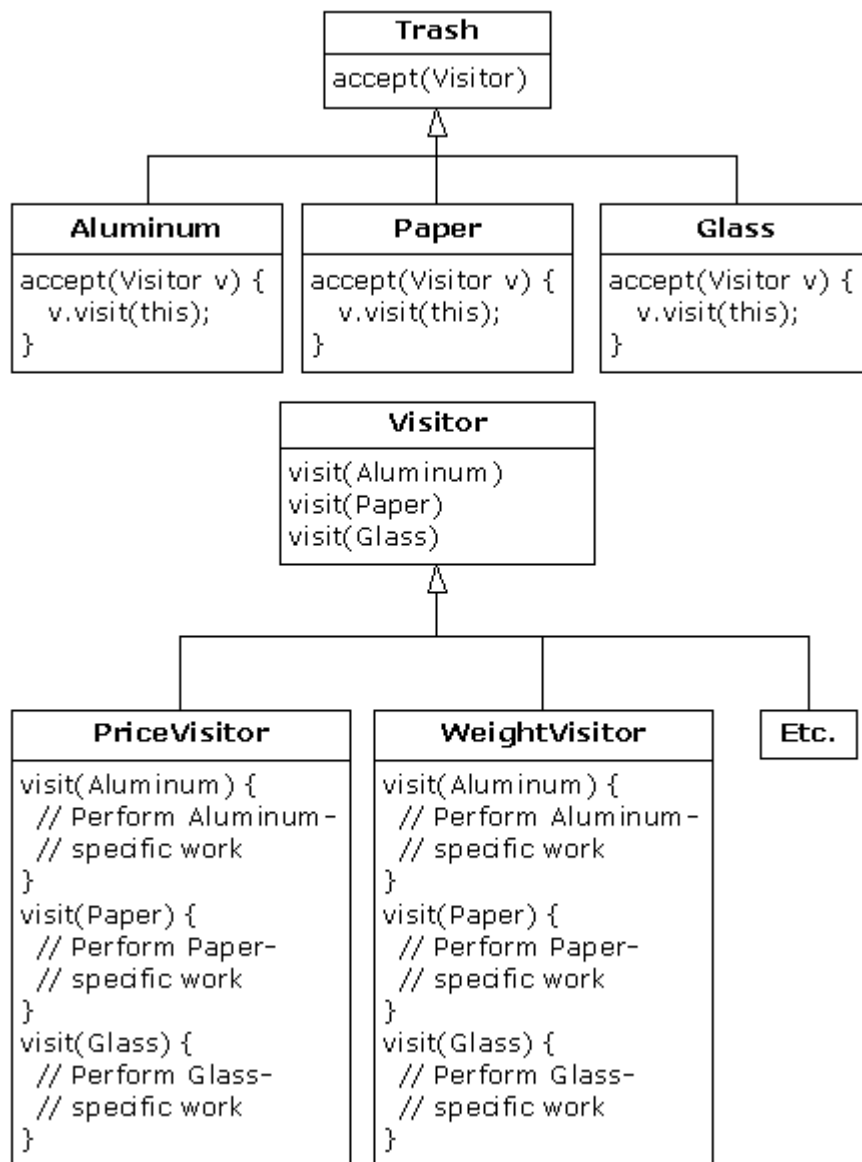 Trash
accept(Visitor)
Aluminum
accept(Visitor v) {
v.visit(this);
}
Paper
accept(Visitor v) {
v.visit(this);
}
Glass
accept(Visitor v) {
v.visit(this);
}
Visitor
visit(Aluminum)
visit(Paper)
visit(Glass)
PriceVisitor
visit(Aluminum) {
// Perform Aluminum-
// specific work
}
visit(Paper) {
// Perform Paper-
// specific work
}
visit(Glass) {
// Perform Glass-
// specific work
}
WeightVisitor
visit(Aluminum) {
// Perform Aluminum-
// specific work
}
visit(Paper) {
// Perform Paper-
// specific work
}
visit(Glass) {
// Perform Glass-
// specific work
}
Etc.